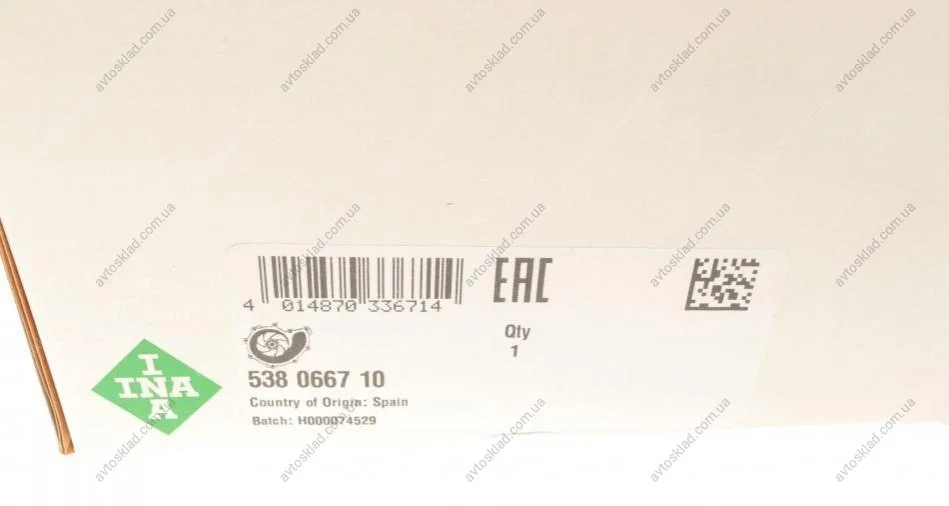 avtosklad.com.ua avtosklad.com.ua avtosklad.com.ua avtosklad.com.ua avtosklad.com.ua
avtosklad.com.ua avtosklad.com.ua avtosklad.com.ua avtosklad.com.ua avtosklad.com.ua
4 014870 336714
EAC
Qty
1
538 0667 10
Country of Origin: Spain
Batch: H000074529
I
INA
A
avtosklad.com.ua avtosklad.com.ua avtosklad.com.ua avtosklad.com.ua avtosklad.com.ua